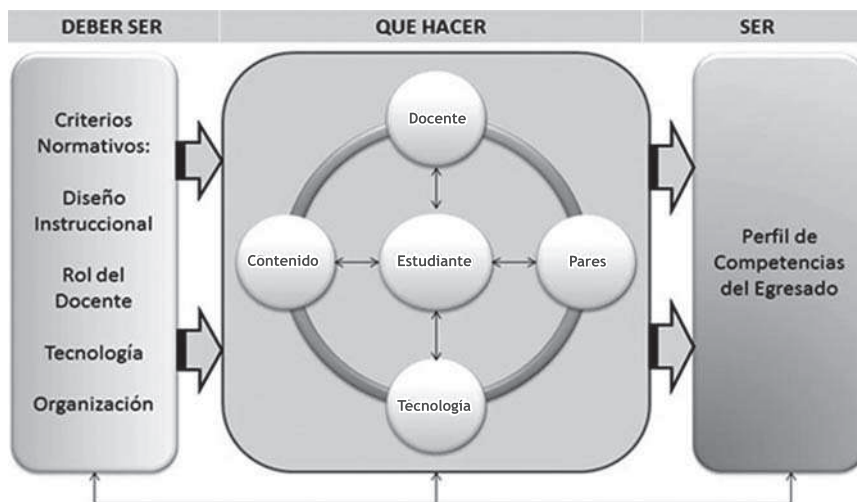 DEBER SER
QUE HACER
SER
Criterios
Normativos:
Diseño
Instruccional
Rol del
Docente
Tecnología
Organización
Docente
Contenido
Estudiante
Pares
Tècnologïa
Perfil de
Competencias
del Egresado